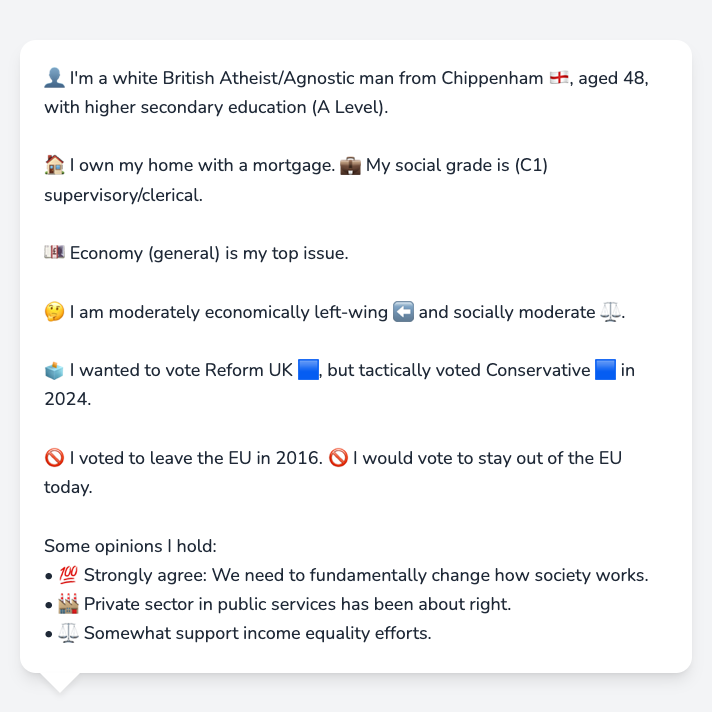 👤 I'm a white British Atheist/Agnostic man from Chippenham 🏴󠁧󠁢󠁥󠁮󠁧󠁿, aged 48,
with higher secondary education (A Level).
🏠 I own my home with a mortgage. 💼 My social grade is (C1)
supervisory/clerical.
💷 Economy (general) is my top issue.
🤔 I am moderately economically left-wing ⬅️ and socially moderate ⚖️.
🗳️ I wanted to vote Reform UK 🟦, but tactically voted Conservative 🟦 in
2024.
🚫 I voted to leave the EU in 2016. 🚫 I would vote to stay out of the EU
today.
Some opinions I hold:
• 💯 Strongly agree: We need to fundamentally change how society works.
• 🏭 Private sector in public services has been about right.
• ⚖️ Somewhat support income equality efforts.